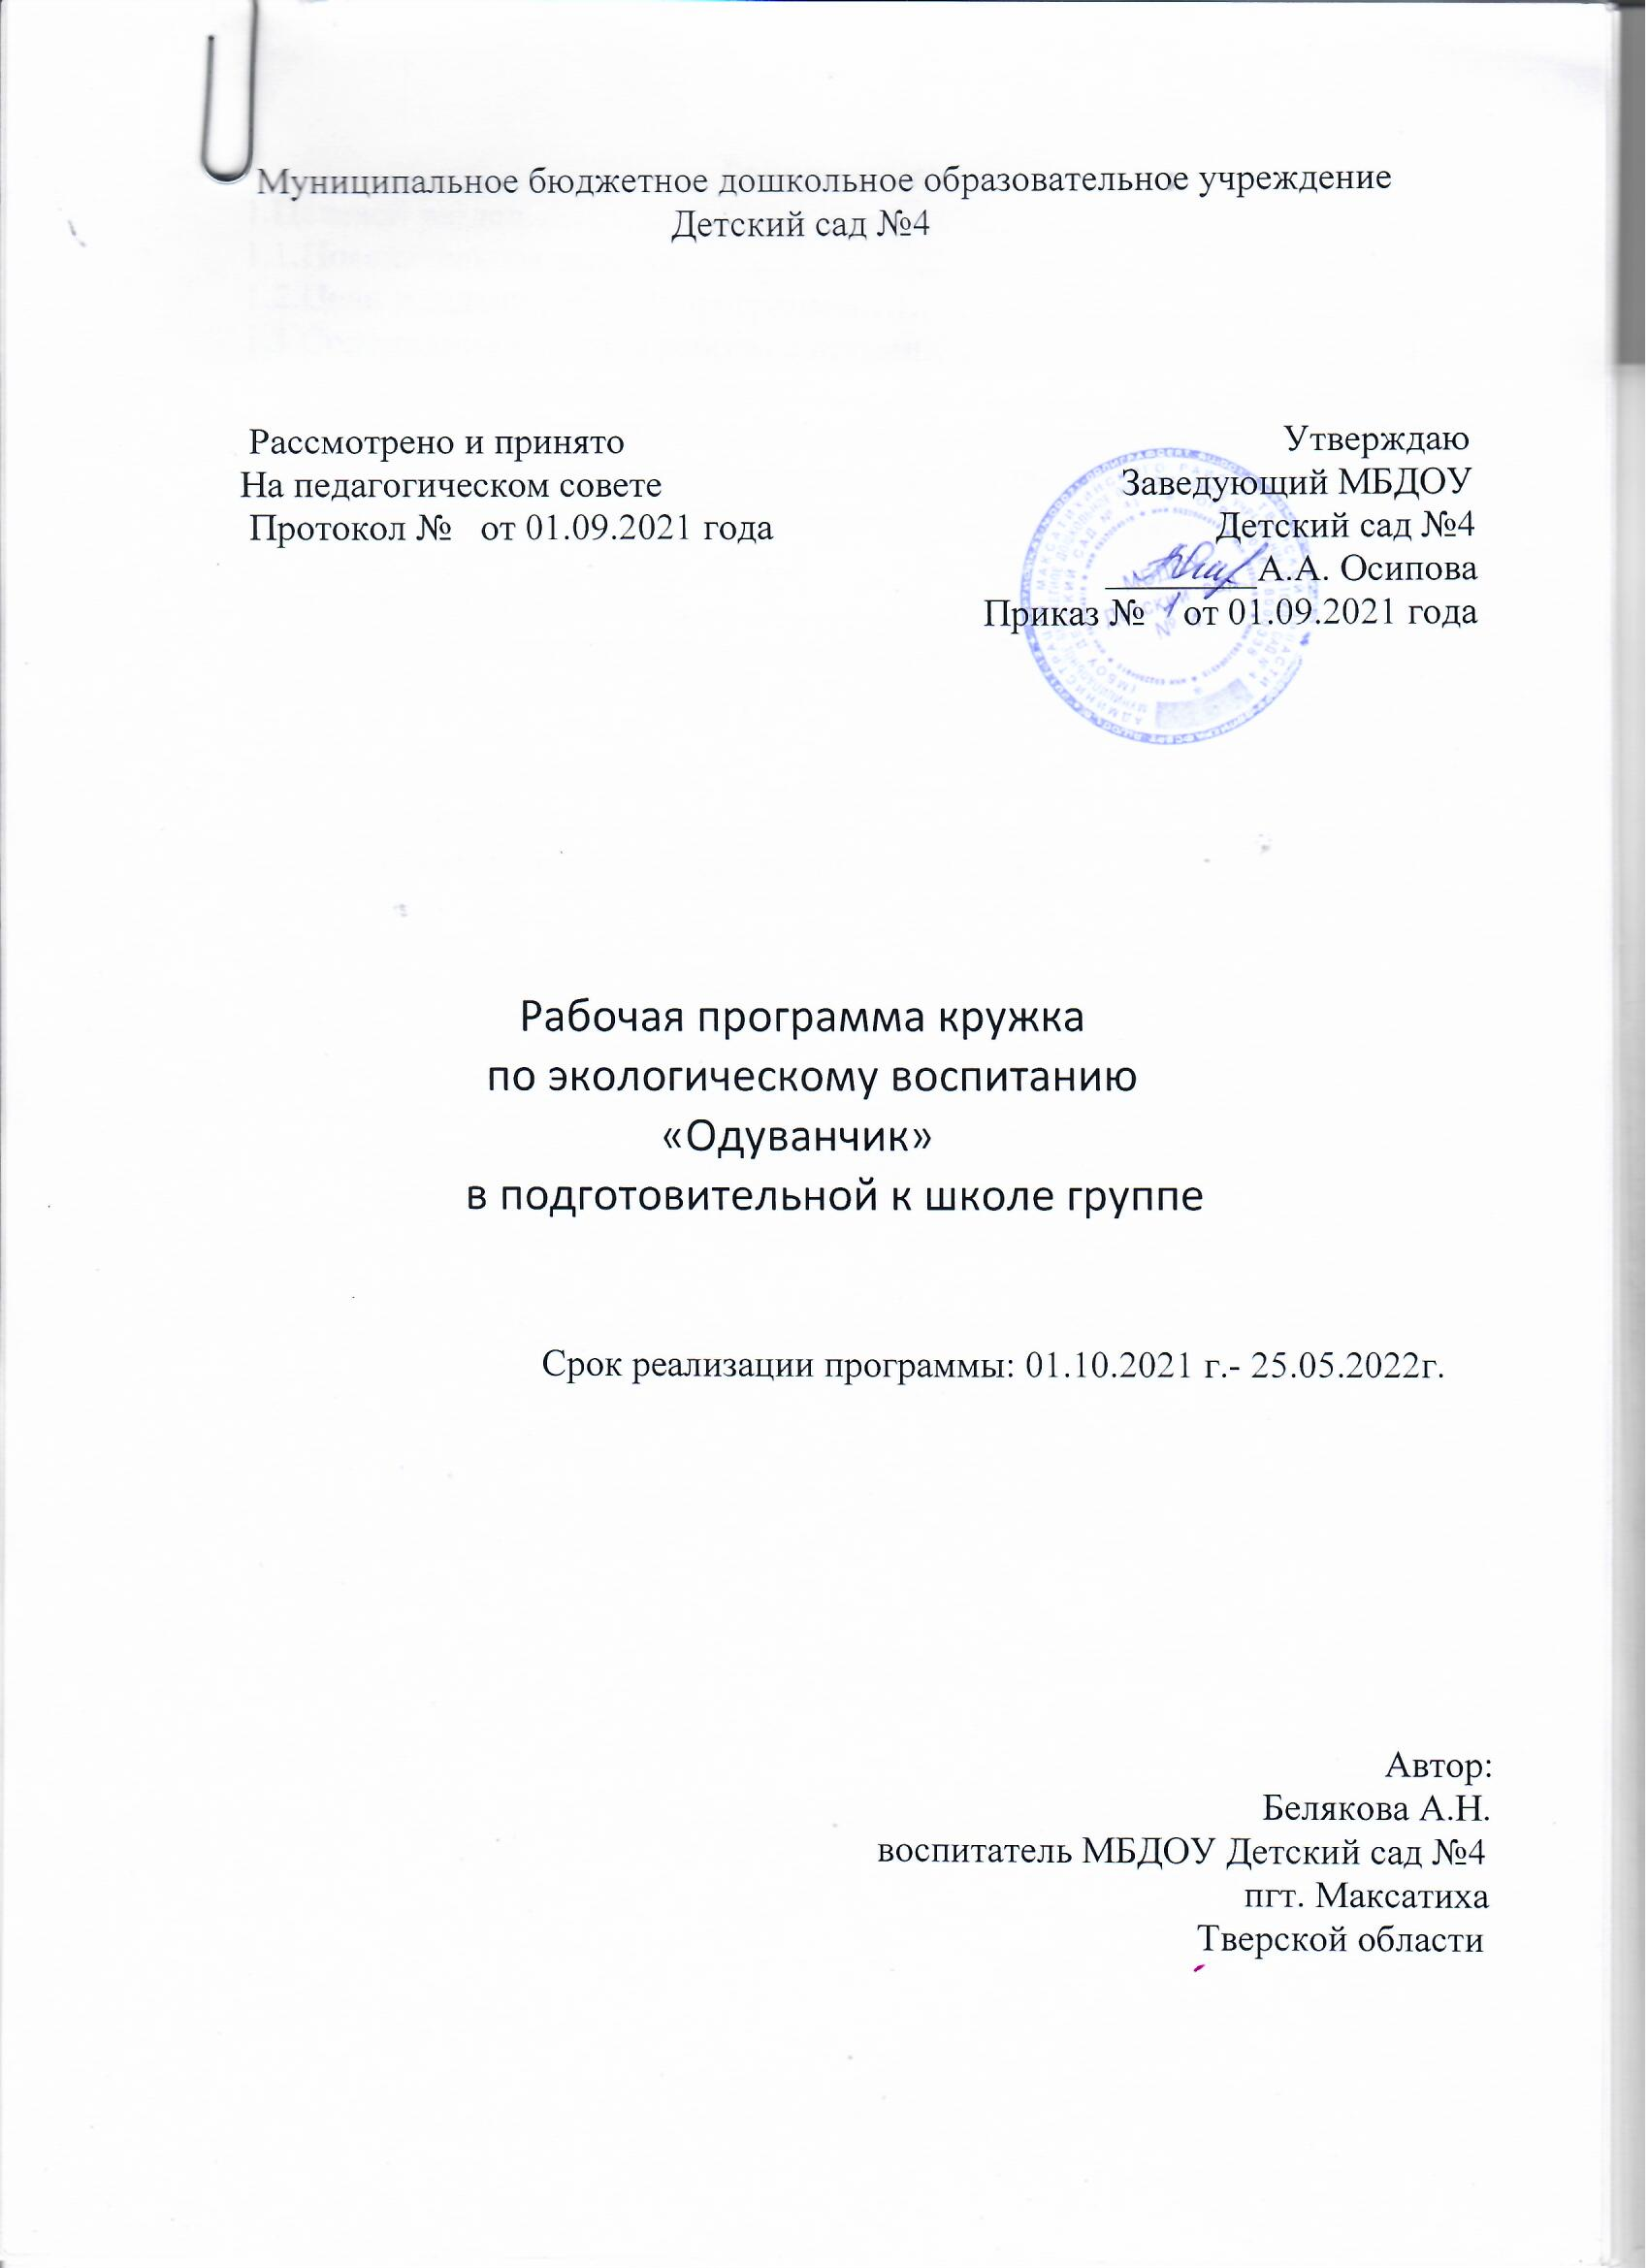 Муниципальное бюджетное дошкольное образовательное учреждение
Детский сад №4
Рассмотрено и принято
На педагогическом совете
Протокол № от 01.09.2021 года
Утверждаю
Заведующий МБДОУ
Детский сад №4
А.А. Осипова
Приказ № 1 от 01.09.2021 года
Рабочая программа кружка
по экологическому воспитанию
«Одуванчик»
в подготовительной к школе группе
Срок реализации программы: 01.10.2021 г.- 25.05.2022г.
Автор:
Белякова А.Н.
воспитатель МБДОУ Детский сад №4
пгт. Максатиха
Тверской области